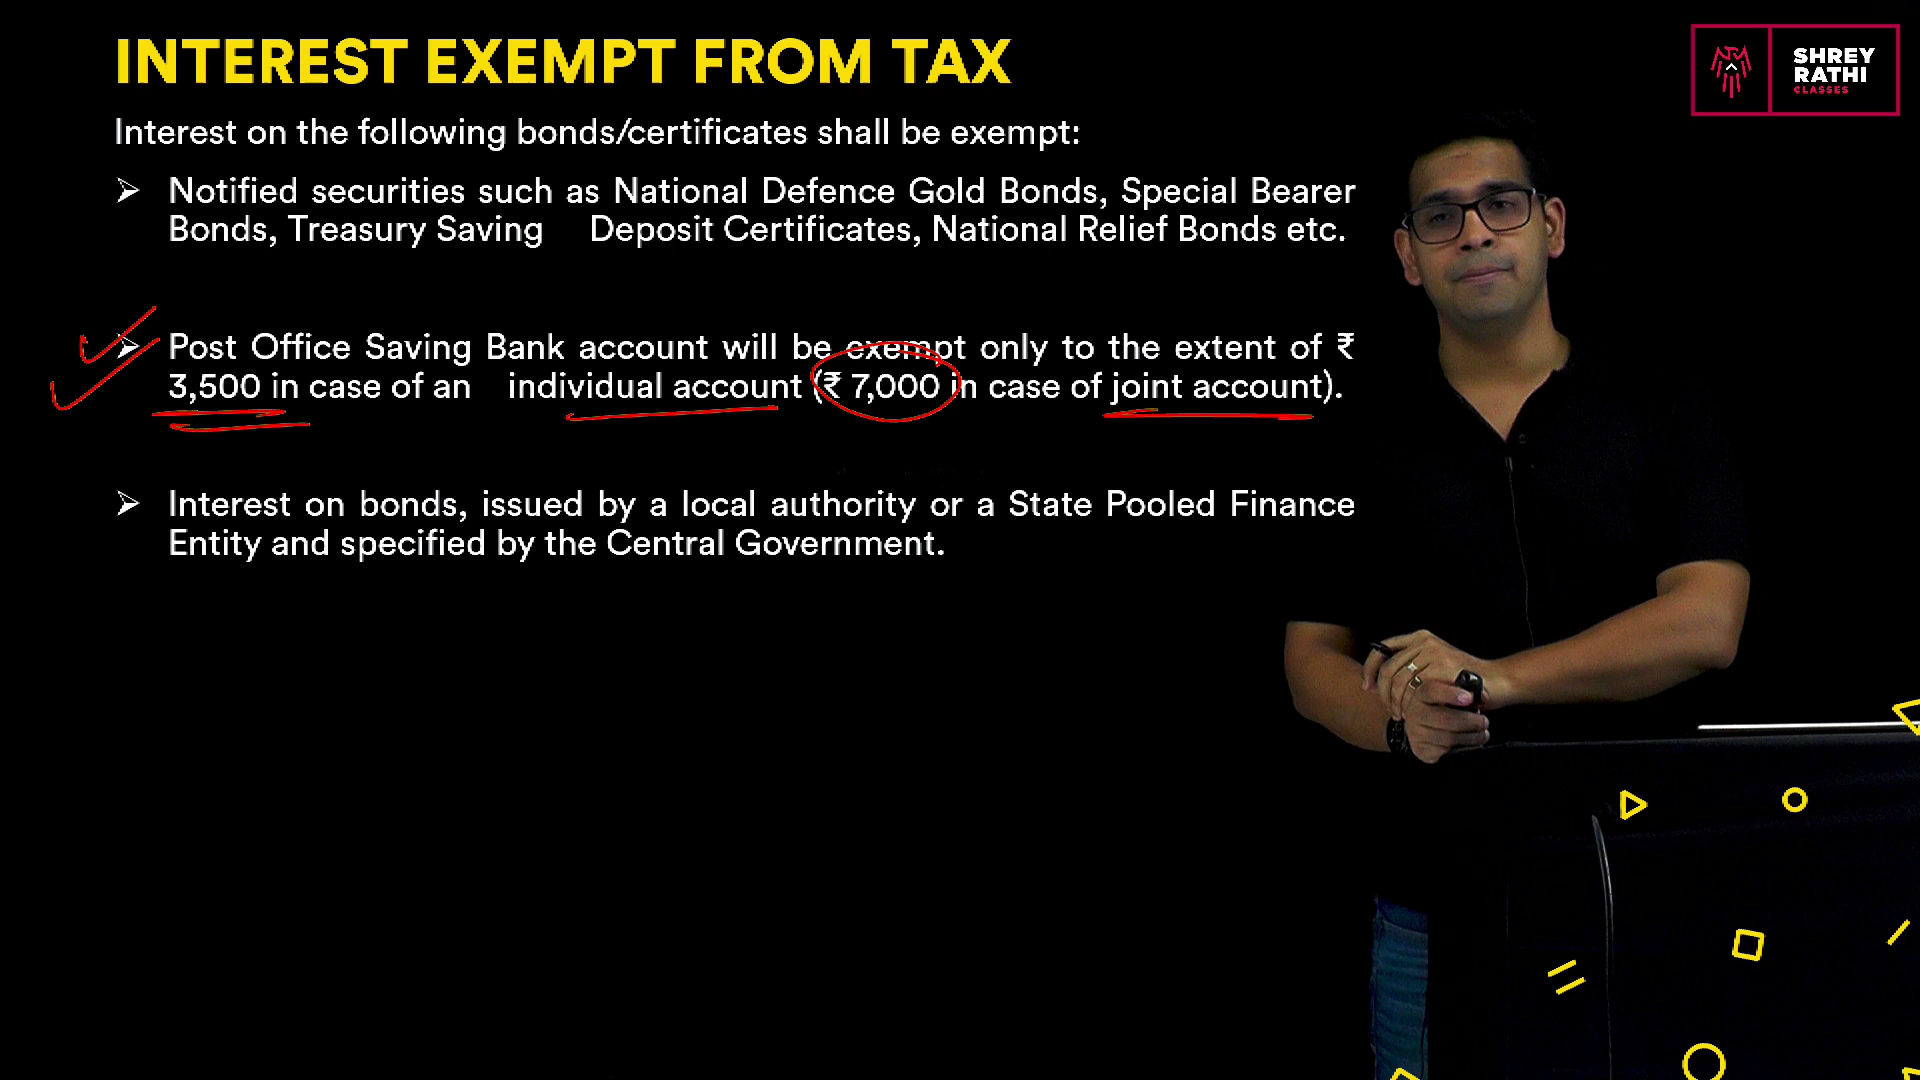 INTEREST EXEMPT FROM TAX
SHREY
RATHI
CLASSES
Interest on the following bonds/certificates shall be exempt:
➢ Notified securities such as National Defence Gold Bonds, Special Bearer
Bonds, Treasury Saving Deposit Certificates, National Relief Bonds etc.
➢ Post Office Saving Bank account will be exempt only to the extent of ₹
3,500 in case of an individual account (₹ 7,000 in case of joint account).
➢ Interest on bonds, issued by a local authority or a State Pooled Finance
Entity and specified by the Central Government.